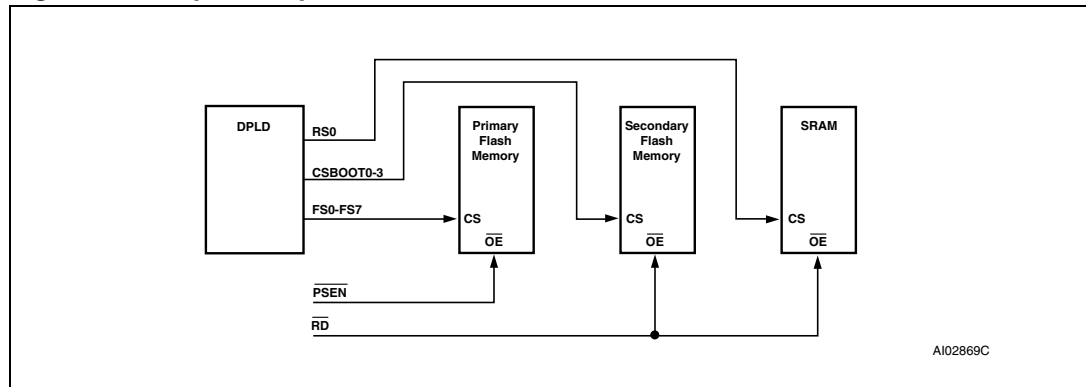 DPLD
RS0
CSBOOT0-3
FS0-FS7
Primary
Flash
Memory
CS
OE
Secondary
Flash
Memory
CS
OE
SRAM
CS
OE
PSEN
RD
AI02869C